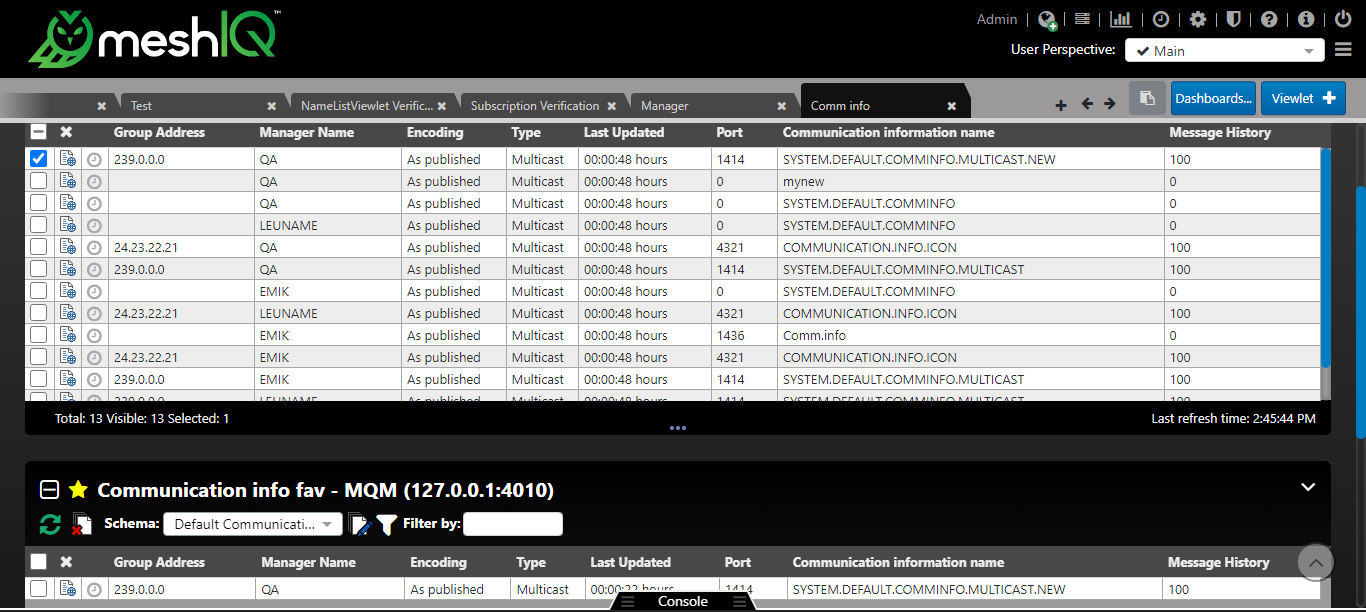 meshIQ™
Admin
User Perspective: Main
Test
NameListViewlet Verific...
Subscription Verification
Manager
Comm info
Dashboards...
Viewlet
Group Address Manager Name Encoding Type Last Updated Port Communication information name Message History
239.0.0.0 QA As published Multicast 00:00:48 hours 1414 SYSTEM.DEFAULT.COMMINFO.MULTICAST.NEW 100
QA As published Multicast 00:00:48 hours 0 mynew 0
QA As published Multicast 00:00:48 hours 0 SYSTEM.DEFAULT.COMMINFO 0
LEUNAME As published Multicast 00:00:48 hours 0 SYSTEM.DEFAULT.COMMINFO 0
24.23.22.21 QA As published Multicast 00:00:48 hours 4321 COMMUNICATION.INFO.ICON 100
239.0.0.0 QA As published Multicast 00:00:48 hours 1414 SYSTEM.DEFAULT.COMMINFO.MULTICAST 100
EMIK As published Multicast 00:00:48 hours 0 SYSTEM.DEFAULT.COMMINFO 0
24.23.22.21 LEUNAME As published Multicast 00:00:48 hours 4321 COMMUNICATION.INFO.ICON 100
EMIK As published Multicast 00:00:48 hours 1436 Comm.info 0
24.23.22.21 EMIK As published Multicast 00:00:48 hours 4321 COMMUNICATION.INFO.ICON 100
239.0.0.0 EMIK As published Multicast 00:00:48 hours 1414 SYSTEM.DEFAULT.COMMINFO.MULTICAST 100
239.0.0.0 LEUNAME As published Multicast 00:00:48 hours 1414 SYSTEM.DEFAULT.COMMINFO.MULTICAST 100
Total: 13 Visible: 13 Selected: 1
Last refresh time: 2:45:44 PM
Communication info fav - MQM (127.0.0.1:4010)
Schema: Default Communicati... Filter by:
Group Address Manager Name Encoding Type Last Updated Port Communication information name Message History
239.0.0.0 QA As published Multicast 00:00:22 hours 1414 SYSTEM.DEFAULT.COMMINFO.MULTICAST.NEW 100
Console